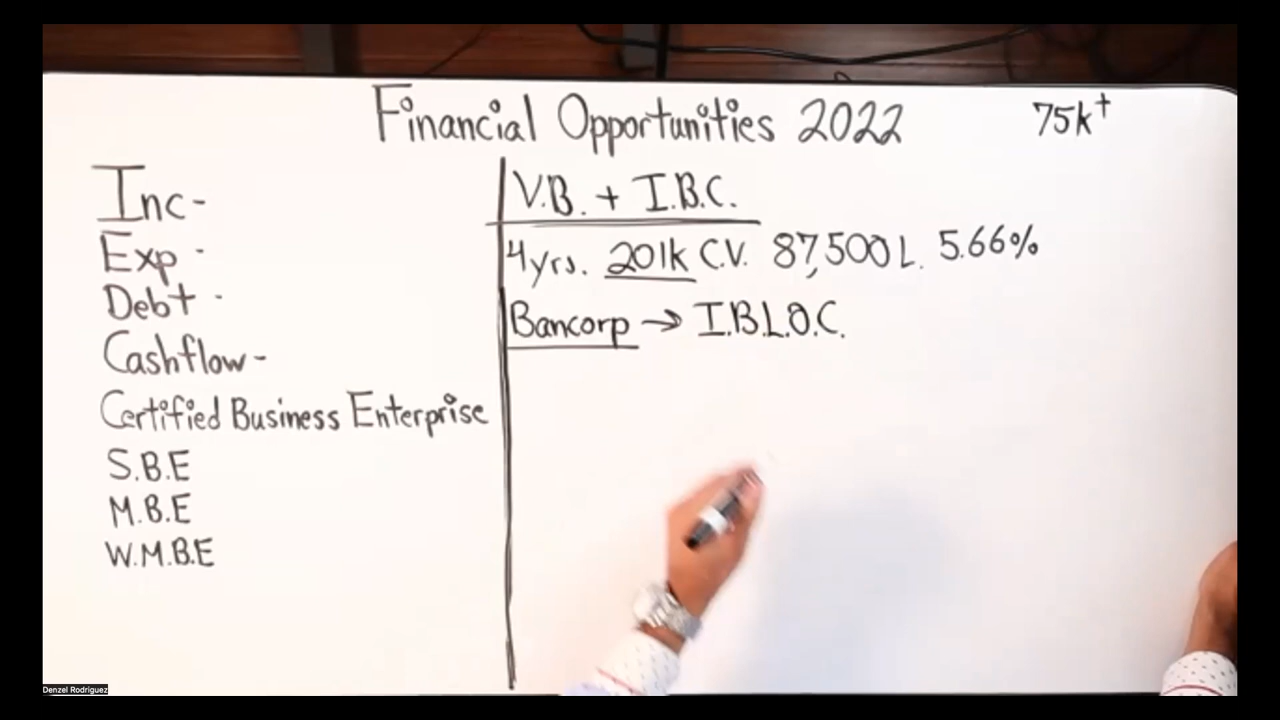 Financial Opportunities 2022
75k+
Inc-
Exp-
Debt-
Cashflow-
Certified Business Enterprise
S.B.E
M.B.E
W.M.B.E
V.B. + I.B.C.
4yrs. 201k C.V. 87,500 L. 5.66%
Bancorp → I.B.L.O.C.
Denzel Rodriguez